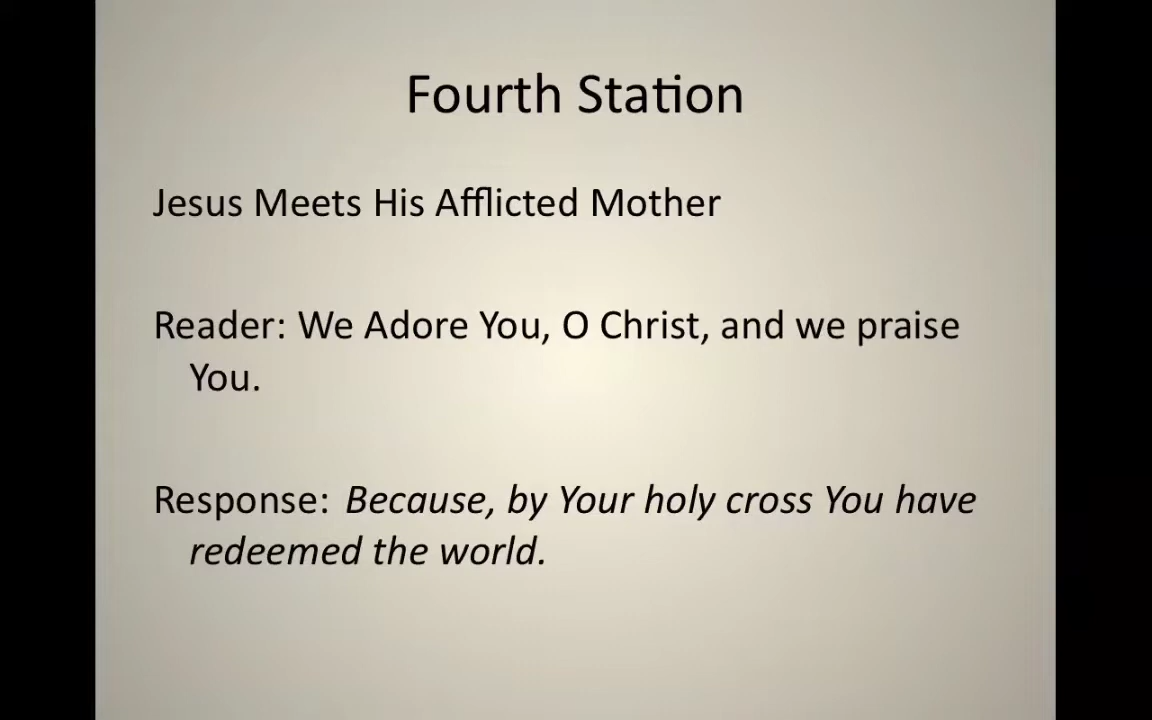 Fourth Station
Jesus Meets His Afflicted Mother
Reader: We Adore You, O Christ, and we praise
You.
Response: Because, by Your holy cross You have
redeemed the world.